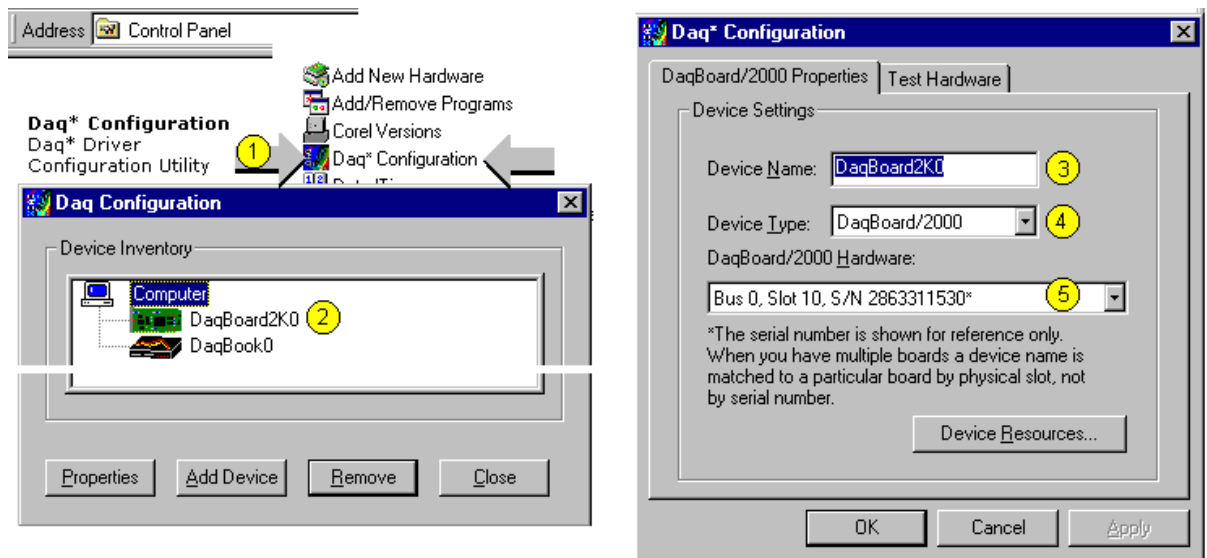 Address Control Panel
Add New Hardware
Add/Remove Programs
Corel Versions
Daq* Configuration
Daq* Configuration
Daq* Driver
Configuration Utility
1
Daq Configuration
Device Inventory
Computer
DaqBoard2K0
2
DaqBook0
Properties
Add Device
Remove
Close
Daq* Configuration
DaqBoard/2000 Properties
Test Hardware
Device Settings
Device Name: DaqBoard2K0
3
Device Type: DaqBoard/2000
4
DaqBoard/2000 Hardware:
Bus 0, Slot 10, S/N 2863311530*
5
*The serial number is shown for reference only.
When you have multiple boards a device name is
matched to a particular board by physical slot, not
by serial number.
Device Resources...
OK
Cancel
Apply